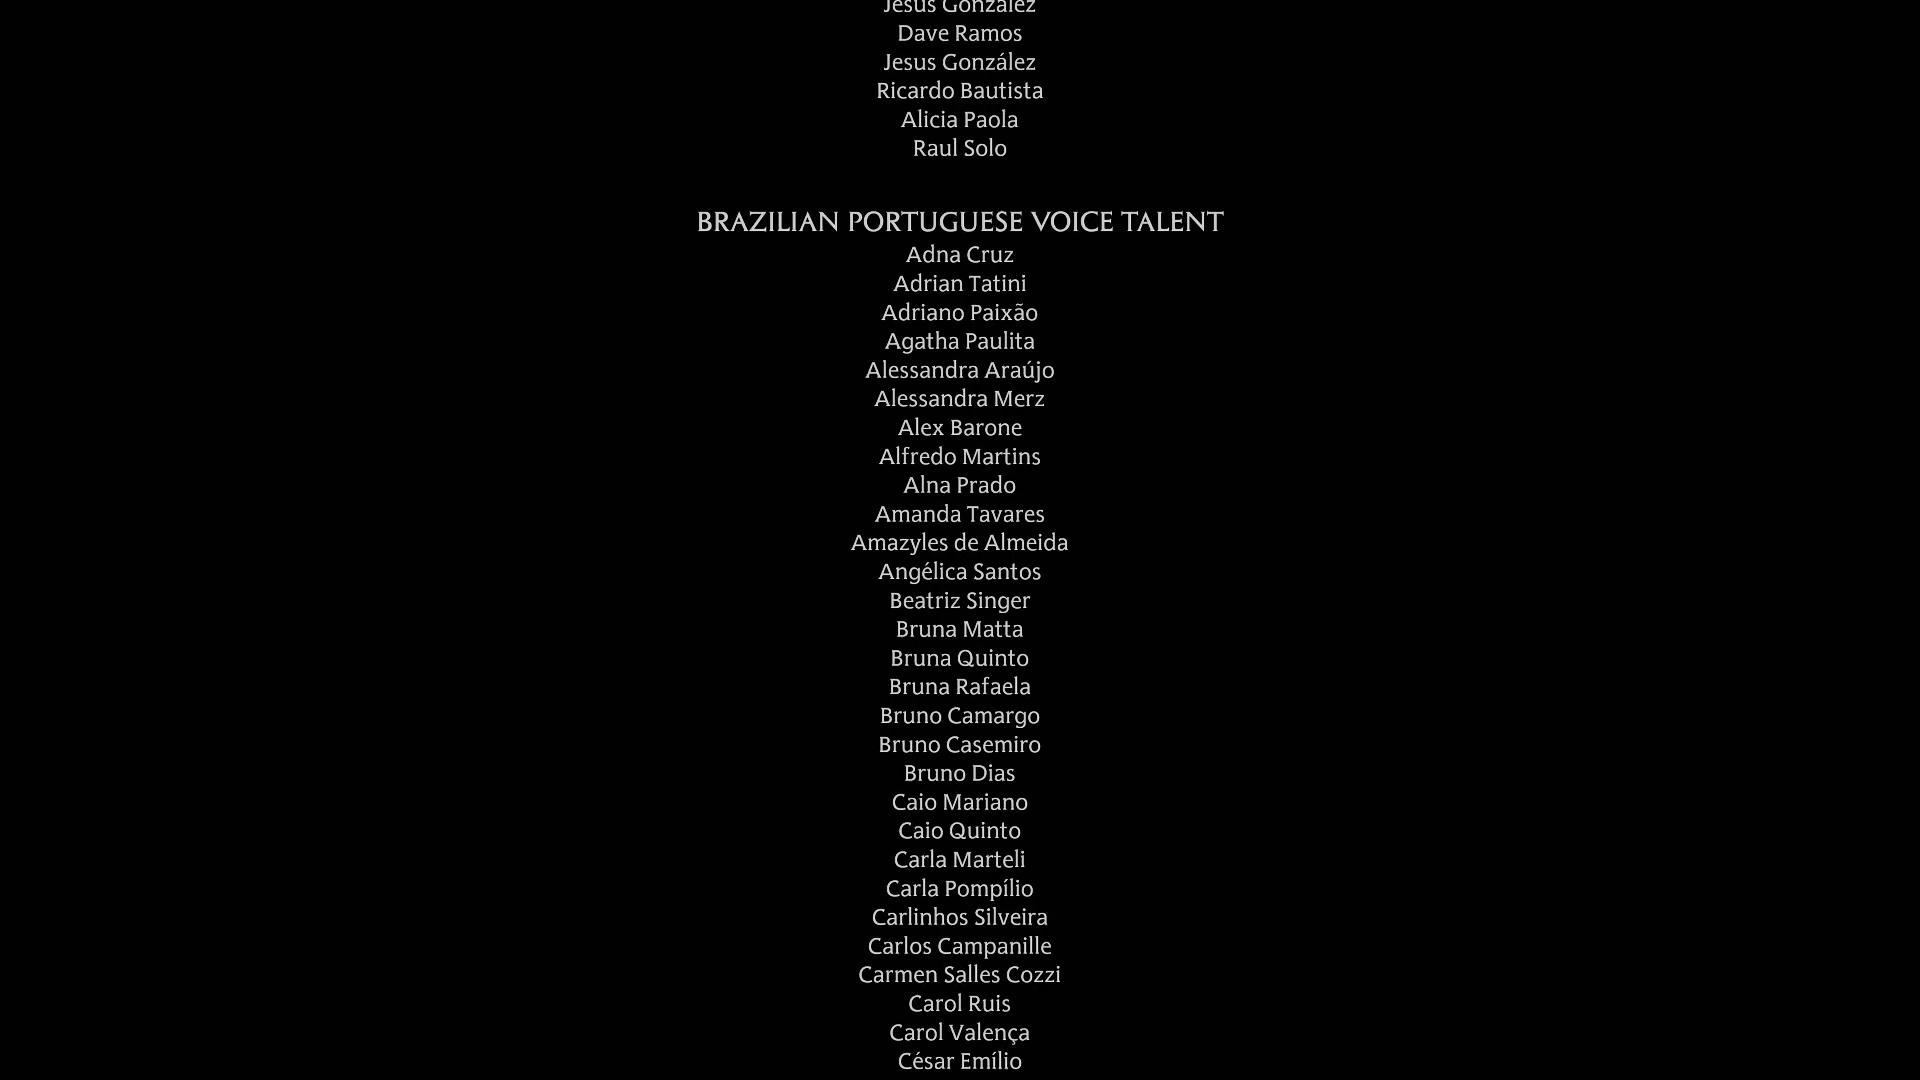 Jesus González
Dave Ramos
Jesus González
Ricardo Bautista
Alicia Paola
Raul Solo
BRAZILIAN PORTUGUESE VOICE TALENT
Adna Cruz
Adrian Tatini
Adriano Paixão
Agatha Paulita
Alessandra Araújo
Alessandra Merz
Alex Barone
Alfredo Martins
Alna Prado
Amanda Tavares
Amazyles de Almeida
Angélica Santos
Beatriz Singer
Bruna Matta
Bruna Quinto
Bruna Rafaela
Bruno Camargo
Bruno Casemiro
Bruno Dias
Caio Mariano
Caio Quinto
Carla Marteli
Carla Pompílio
Carlinhos Silveira
Carlos Campanille
Carmen Salles Cozzi
Carol Ruis
Carol Valença
César Emílio